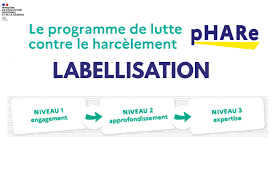 Le programme de lutte
contre le harcèlement
pHARe
LABELLISATION
NIVEAU 1
engagement
NIVEAU 2
approfondissement
NIVEAU 3
expertise